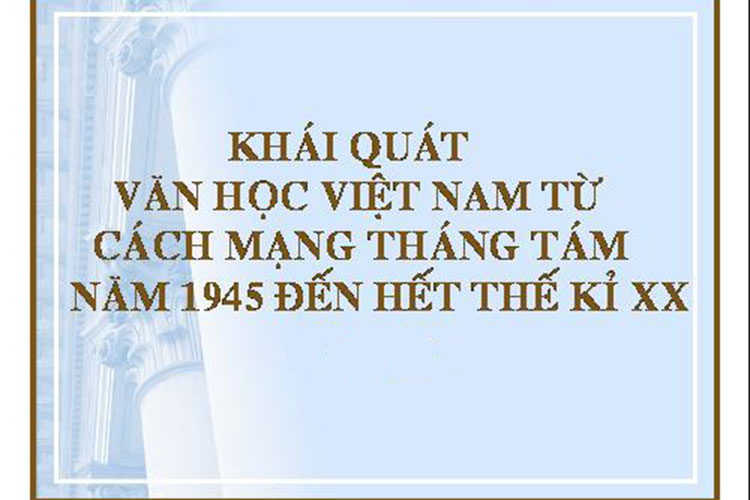 KHÁI QUÁT
VĂN HỌC VIỆT NAM TỪ
CÁCH MẠNG THÁNG TÁM
NĂM 1945 ĐẾN HẾT THẾ KỈ XX